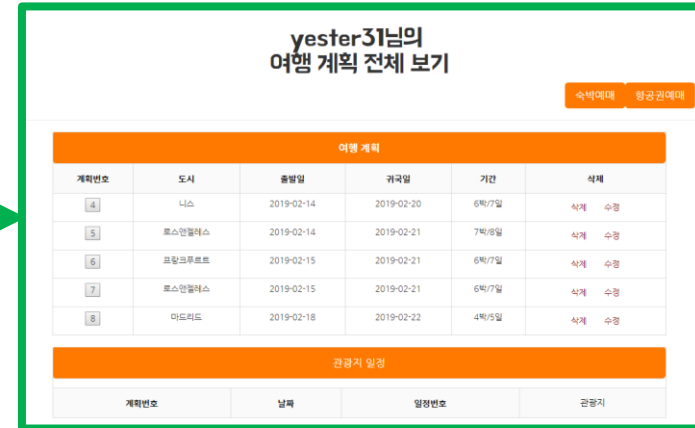 yester31님의
여행 계획 전체 보기
숙박예매 항공권예매
여행 계획
계획번호 도시 출발일 귀국일 기간 삭제
4 니스 2019-02-14 2019-02-20 6박/7일 삭제 수정
5 로스앤젤레스 2019-02-14 2019-02-21 7박/8일 삭제 수정
6 프랑크푸르트 2019-02-15 2019-02-21 6박/7일 삭제 수정
7 로스앤젤레스 2019-02-15 2019-02-21 6박/7일 삭제 수정
8 마드리드 2019-02-18 2019-02-22 4박/5일 삭제 수정
관광지 일정
계획번호 날짜 일정번호 관광지